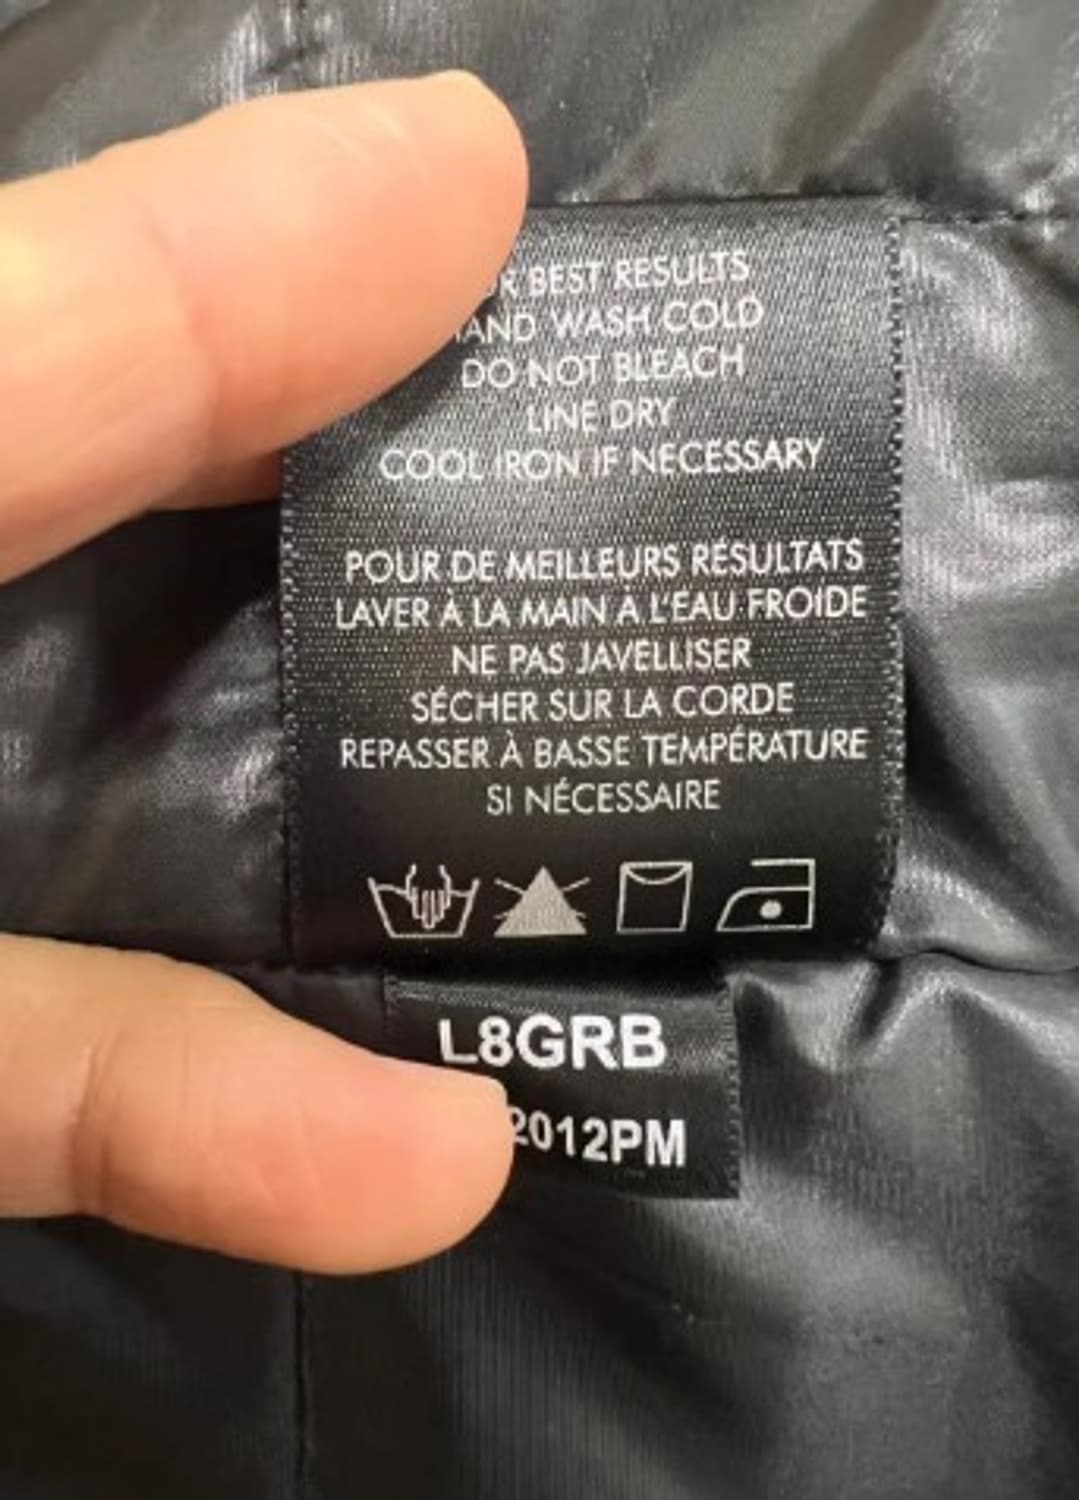 R BEST RESULTS
AND WASH COLD
DO NOT BLEACH
LINE DRY
COOL IRON IF NECESSARY
POUR DE MEILLEURS RÉSULTATS
LAVER À LA MAIN À L'EAU FROIDE
NE PAS JAVELLISER
SÉCHER SUR LA CORDE
REPASSER À BASSE TEMPÉRATURE
SI NÉCESSAIRE
L8GRB
2012PM